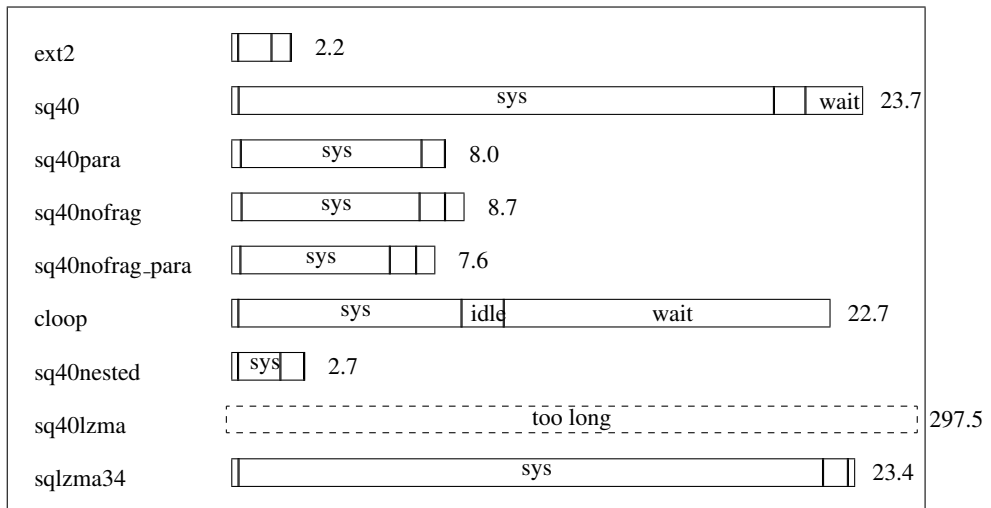 ext2 2.2
sq40 sys wait 23.7
sq40para sys 8.0
sq40nofrag sys 8.7
sq40nofrag_para sys 7.6
cloop sys idle wait 22.7
sq40nested sys 2.7
sq40lzma too long 297.5
sqlzma34 sys 23.4